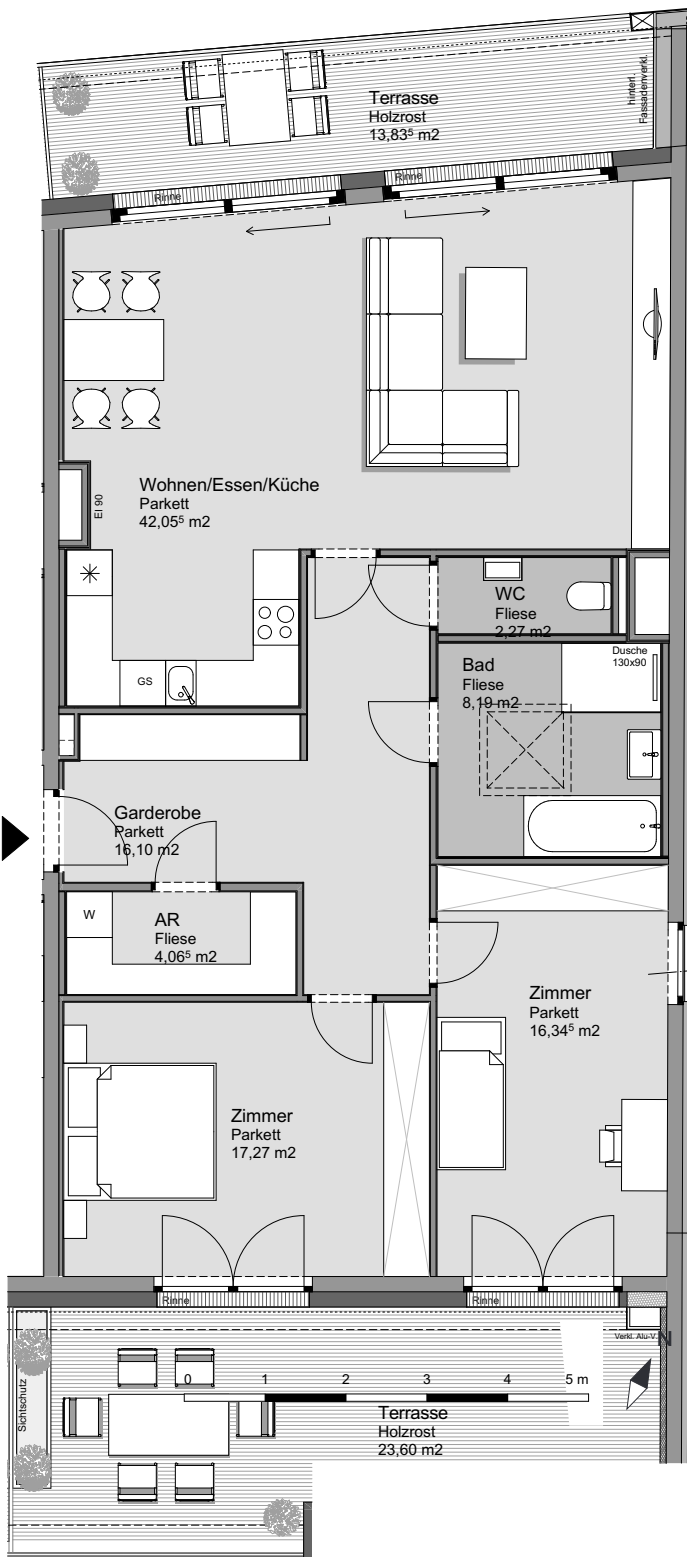 Terrasse
Holzrost
13,83⁵ m2
hinterl.
Fassadenverkl.
Rinne
Rinne
Wohnen/Essen/Küche
Parkett
42,05⁵ m2
EI 90
WC
Fliese
2,27 m2
Bad
Fliese
8,19 m2
Dusche
130x90
GS
Garderobe
Parkett
16,10 m2
W
AR
Fliese
4,06⁵ m2
Zimmer
Parkett
16,34⁵ m2
Zimmer
Parkett
17,27 m2
Rinne
Rinne
Verkl. Alu-V.
N
Sichtschutz
0 1 2 3 4 5 m
Terrasse
Holzrost
23,60 m2